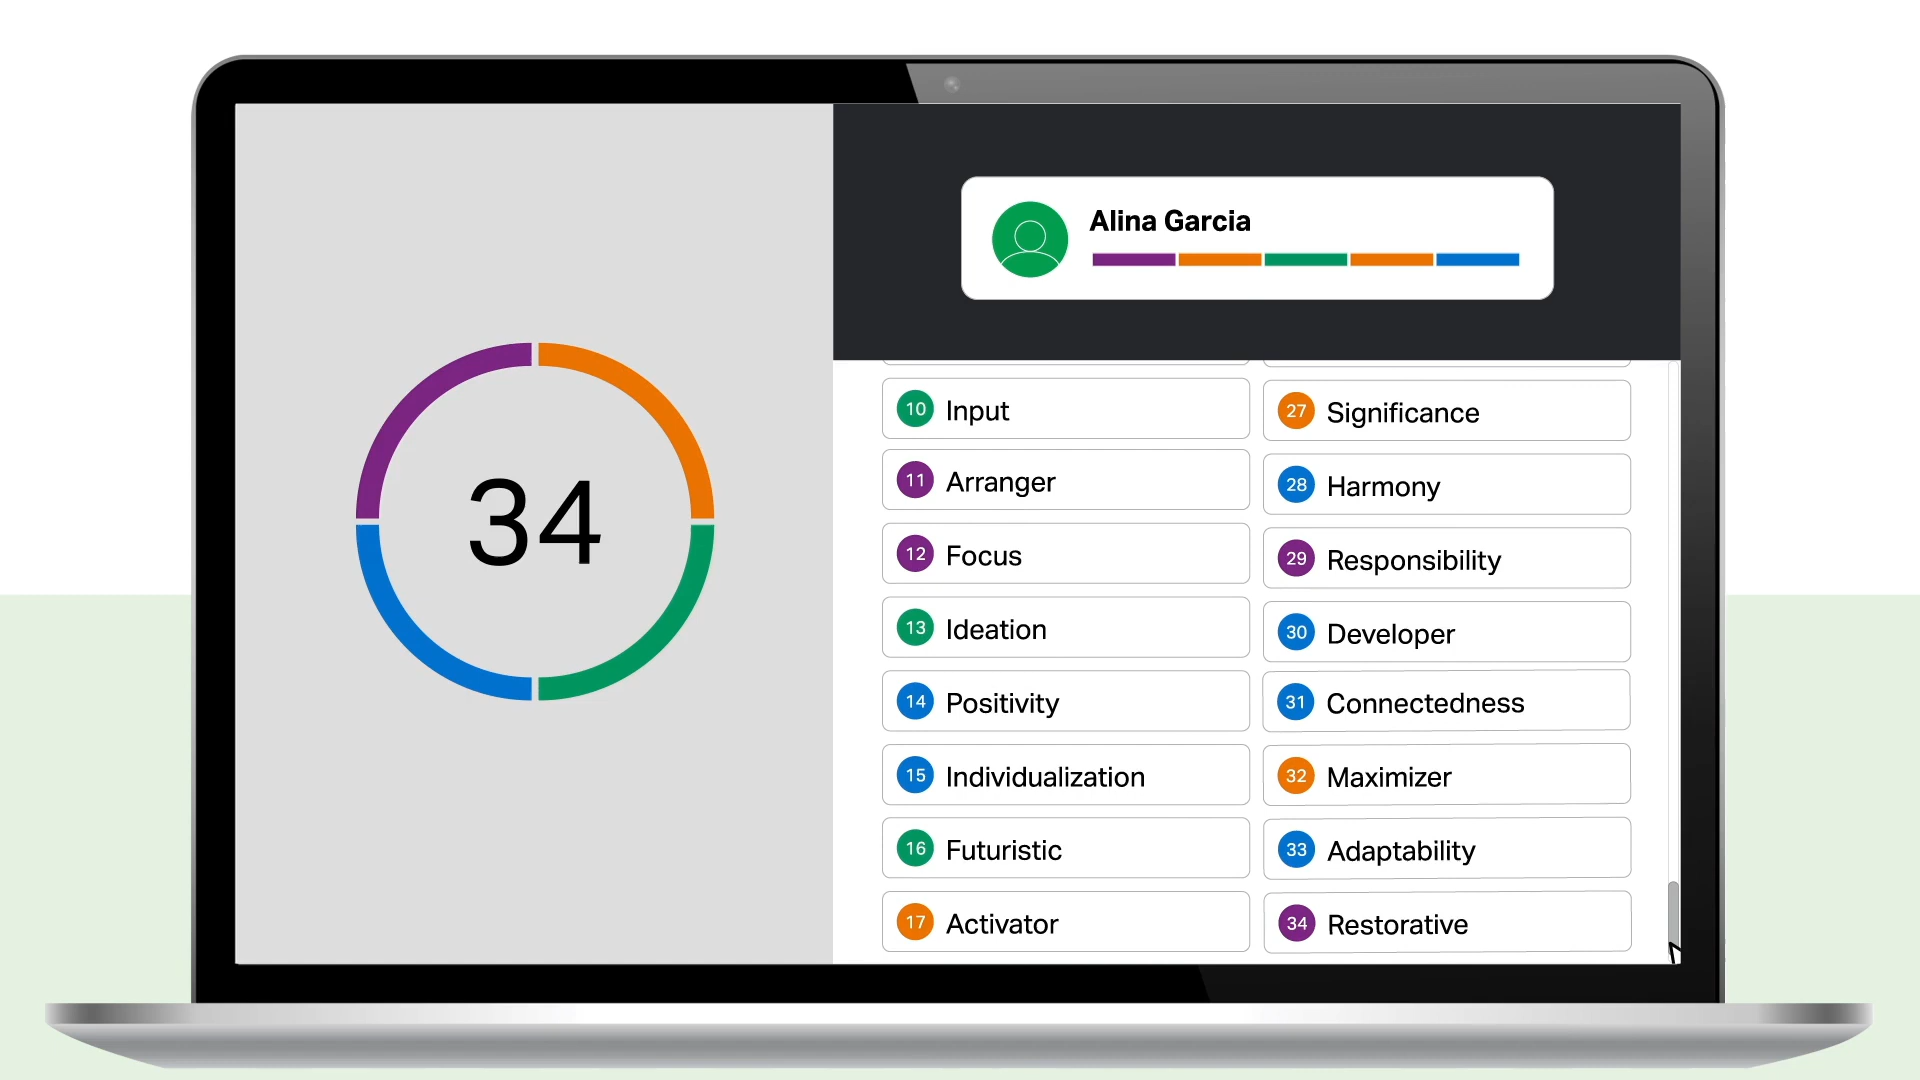 34
Alina Garcia
10 Input
11 Arranger
12 Focus
13 Ideation
14 Positivity
15 Individualization
16 Futuristic
17 Activator
27 Significance
28 Harmony
29 Responsibility
30 Developer
31 Connectedness
32 Maximizer
33 Adaptability
34 Restorative